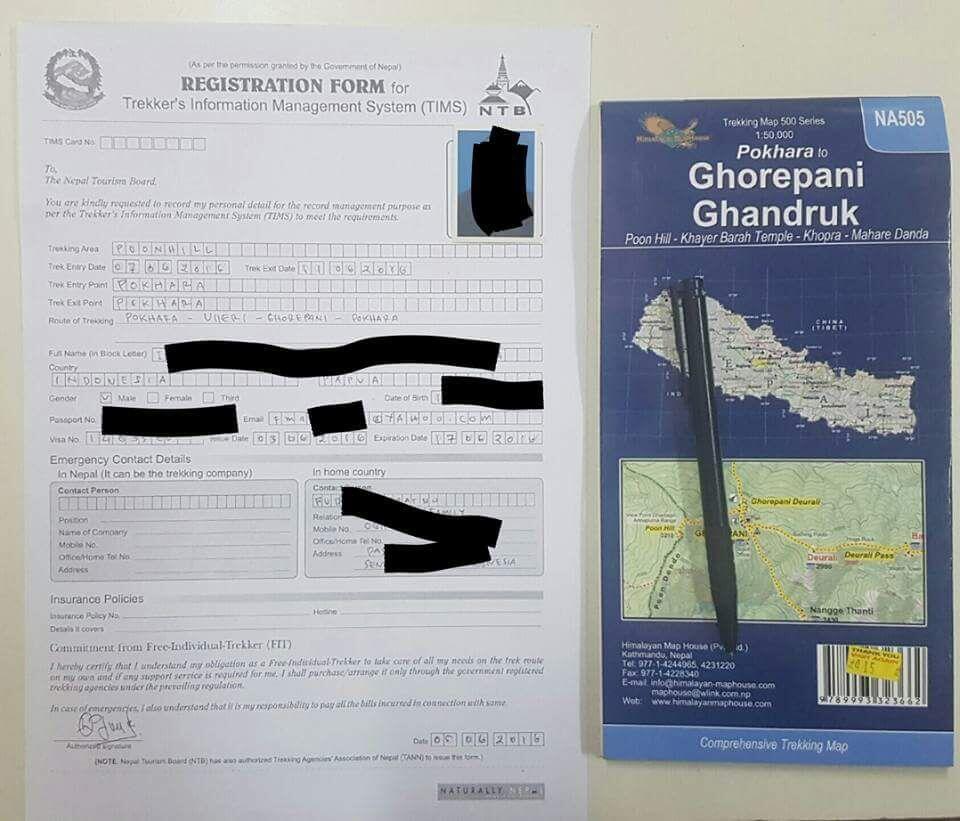 (As per the permission granted by the Government of Nepal)
REGISTRATION FORM for
Trekker's Information Management System (TIMS)
NTB
TIMS Card No.
To,
The Nepal Tourism Board.
You are kindly requested to record my personal detail for the record management purpose as
per the Trekker's Information Management System (TIMS) to meet the requirements.
Trekking Area POONHILL
Trek Entry Date 07 06 2016 Trek Exit Date 11 06 2016
Trek Entry Point POKHARA
Trek Exit Point POKHARA
Route of Trekking POKHARA - - GHOREPANI - POKHARA
Full Name (in Block Letter)
Country
INDONESIA PAPUA
Gender Male Female Third Date of Birth
Passport No. Email @YAHOO.COM
Visa No. Issue Date 03 06 2016 Expiration Date 17 06 2016
Emergency Contact Details
In Nepal (It can be the trekking company)
Contact Person
Position
Name of Company
Mobile No.
Office/Home Tel No.
Address
In home country
FAMILY
Mobile No.
Office/Home Tel No.
Address
Insurance Policies
Insurance Policy No. Hotline
Details it covers
Commitment from Free-Individual-Trekker (FIT)
I hereby certify that I understand my obligation as a Free-Individual-Trekker to take care of all my needs on the trek route
on my own and if any support service is required for me, I shall purchase/arrange it only through the government registered
trekking agencies under the prevailing regulation.
In case of emergencies, I also understand that it is my responsibility to pay all the bills incurred in connection with same.
Authorized signature
Date 05 06 2016
(NOTE. Nepal Tourism Board (NTB) has also authorized Trekking Agencies' Association of Nepal (TANN) to issue this form.)
NATURALLY NEPAL
Himalayan MapHouse
Trekking Map 500 Series
1:50.000
NA505
Pokhara to
Ghorepani
Ghandruk
Poon Hill - Khayer Barah Temple - Khopra - Mahare Danda
CHINA
(TIBET)
Ghorepani Deurali
Poon Hill
3210
Poon Danda
Deurali
2960
Deurali Pass
Nangge Thanti
Himalayan Map House
Kathmandu, Nepal
Tel: 977-1-4244965, 4231220
Fax: 977-1-4228340
E-mail: info@himalayan-maphouse.com
maphouse@wlink.com.np
Web: www.himalayanmaphouse.com
THANK YOU
9789993323662
Comprehensive Trekking Map